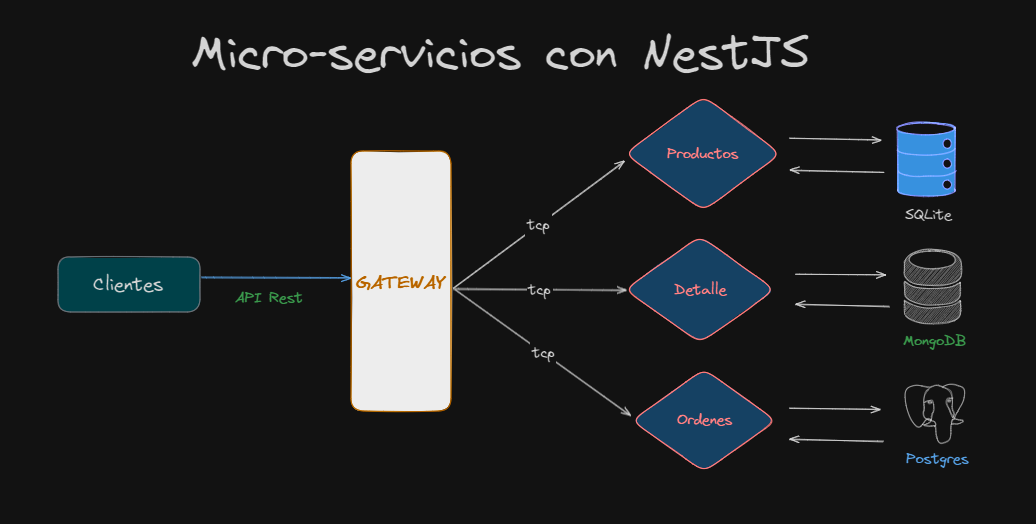 Micro-servicios con NestJS
Productos
SQLite
tcp
Clientes
API Rest
GATEWAY
tcp
Detalle
MongoDB
tcp
Ordenes
Postgres